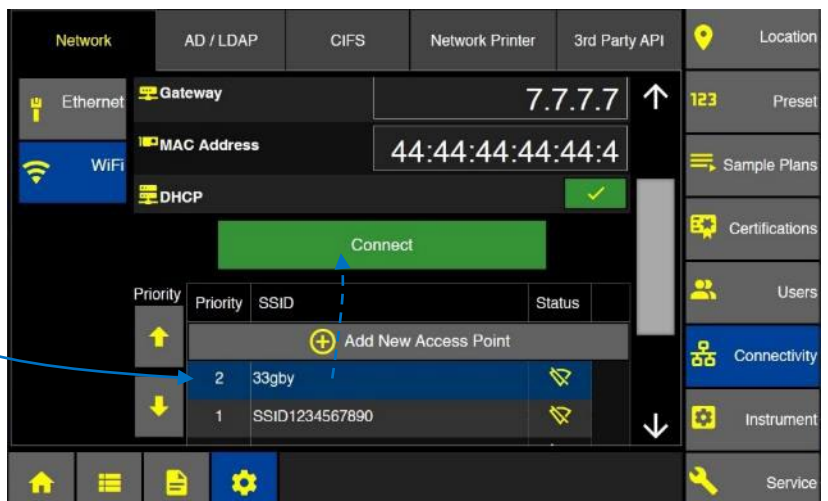 Network
AD / LDAP
CIFS
Network Printer
3rd Party API
Location
Ethernet
WiFi
Gateway
7.7.7.7
MAC Address
44:44:44:44:44:4
DHCP
Connect
Priority
Priority SSID Status
Add New Access Point
2 33gby
1 SSID1234567890
123 Preset
Sample Plans
Certifications
Users
Connectivity
Instrument
Service